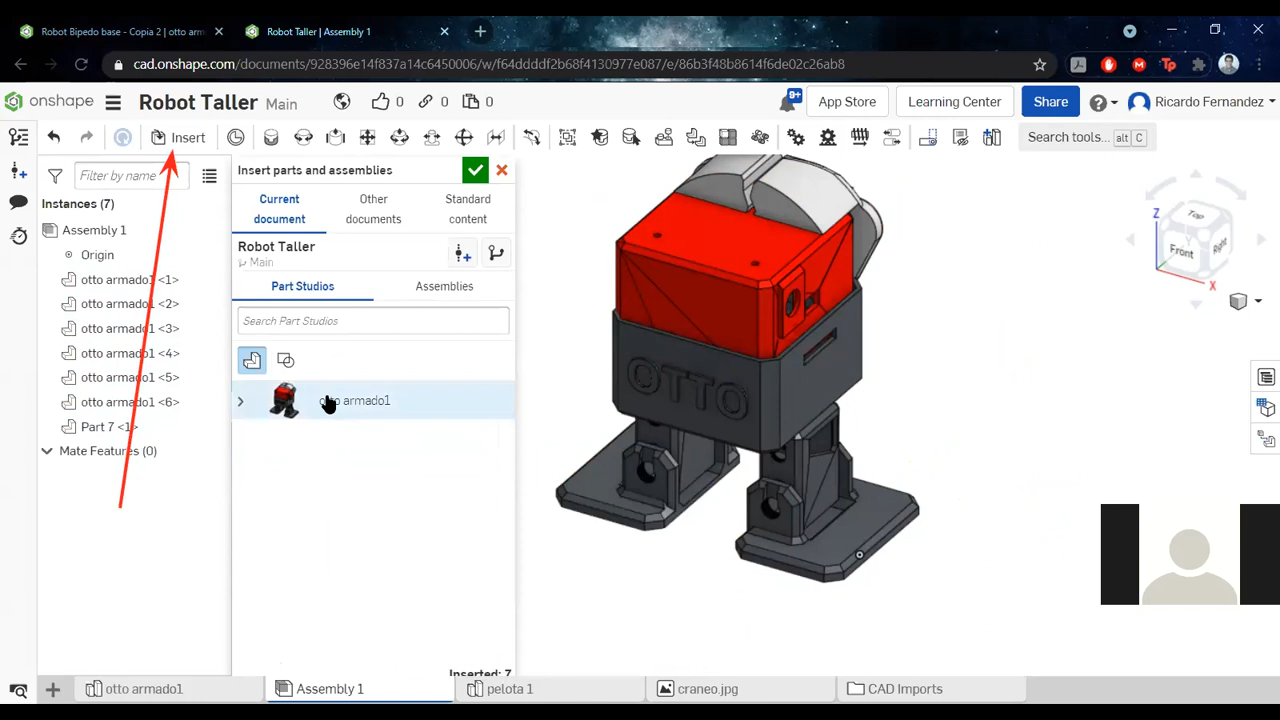 Robot Bipedo base - Copia 2 | otto arm
Robot Taller | Assembly 1
cad.onshape.com/documents/928396e14f837a14c6450006/w/f64ddddf2b68f4130977e087/e/86b3f48b8614f6de02c26ab8
onshape
Robot Taller Main
0
0
0
9+
App Store
Learning Center
Share
Ricardo Fernandez
Insert
Search tools... alt C
Filter by name
Instances (7)
Assembly 1
Origin
otto armado1 <1>
otto armado1 <2>
otto armado1 <3>
otto armado1 <4>
otto armado1 <5>
otto armado1 <6>
Part 7 <1>
Mate Features (0)
Insert parts and assemblies
Current document
Other documents
Standard content
Robot Taller
Main
Part Studios
Assemblies
Search Part Studios
otto armado1
Inserted: 7
OTTO
Z
Top
Front
Right
X
otto armado1
Assembly 1
pelota 1
craneo.jpg
CAD Imports